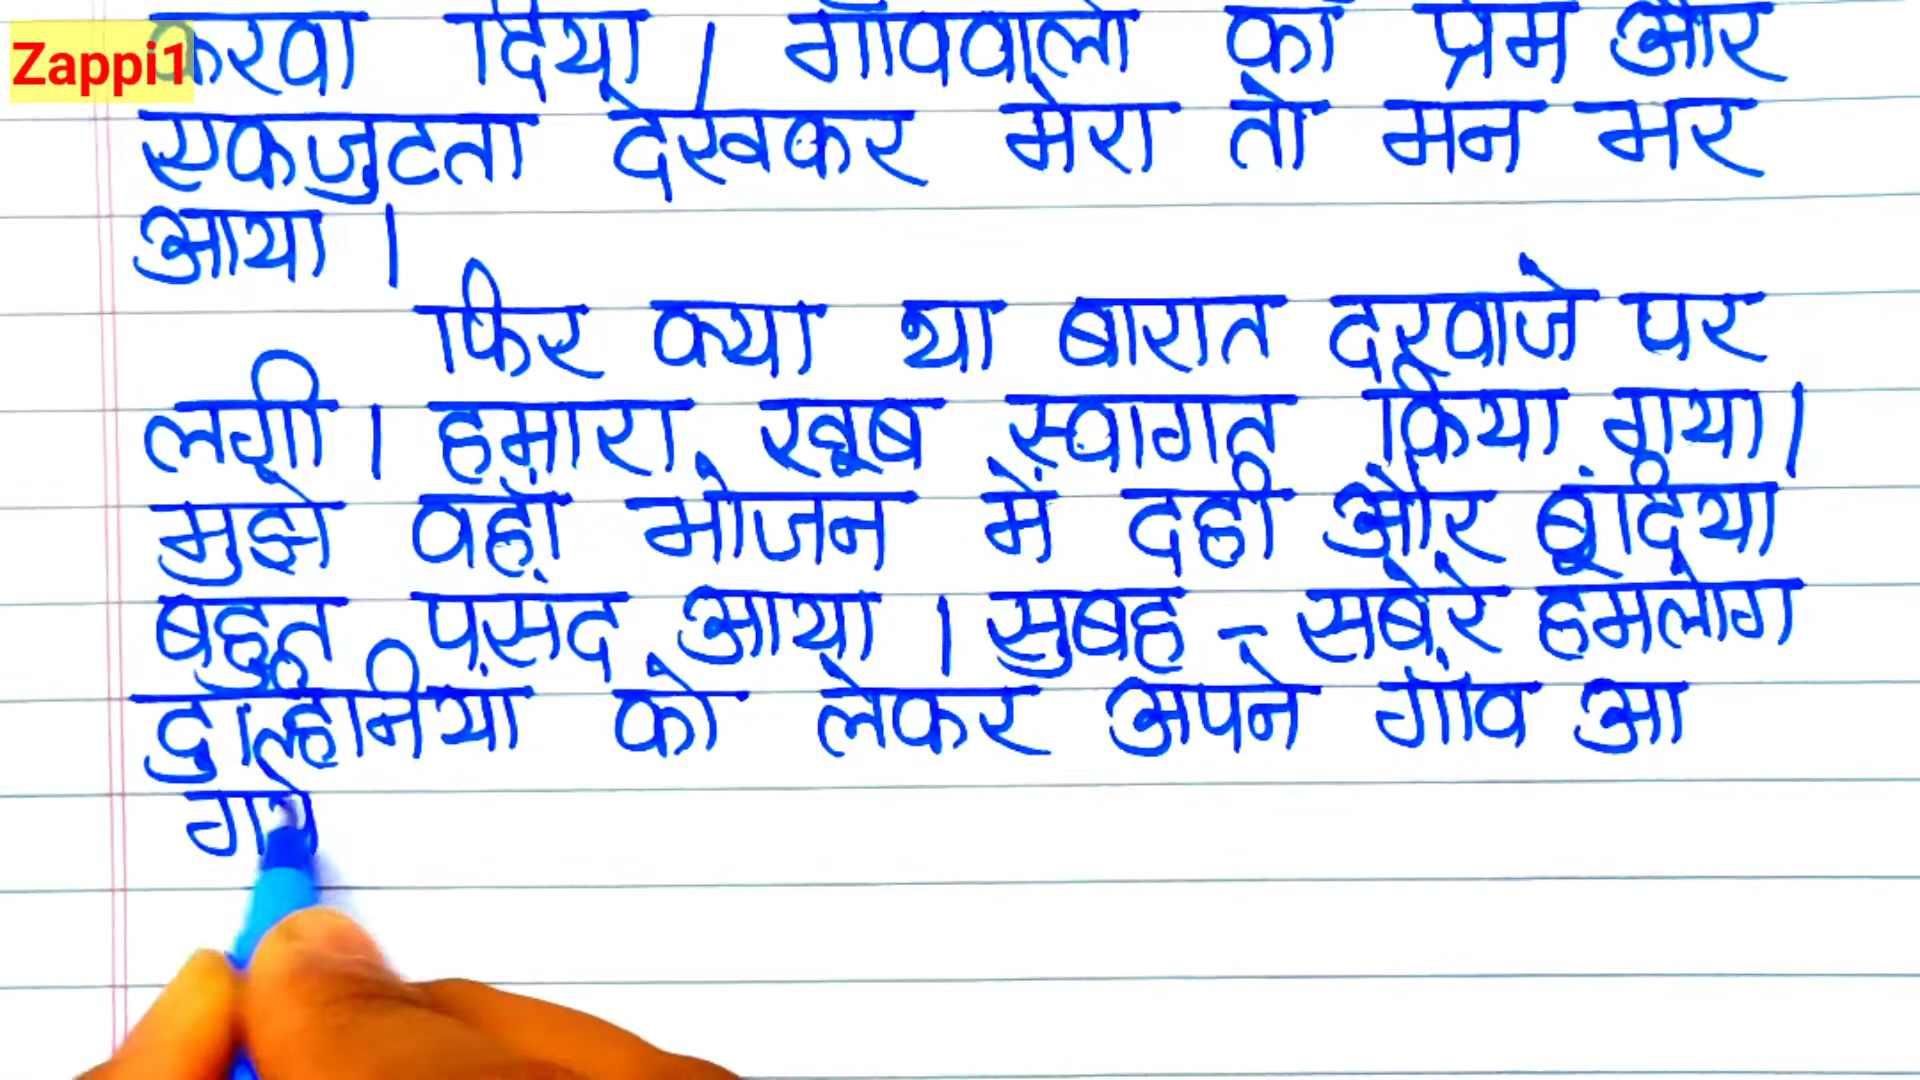 Zappi1
करवा दिया। गाँववालों का प्रेम और
एकजुटता देखकर मेरा तो मन भर
आया।
फिर क्या था बारात दरवाजे पर
लगी। हमारा खूब स्वागत किया गया।
मुझे वहाँ भोजन में दही और बूंदिया
बहुत पसंद आया। सुबह - सबेरे हमलोग
दुल्हनिया को लेकर अपने गाँव आ
गये